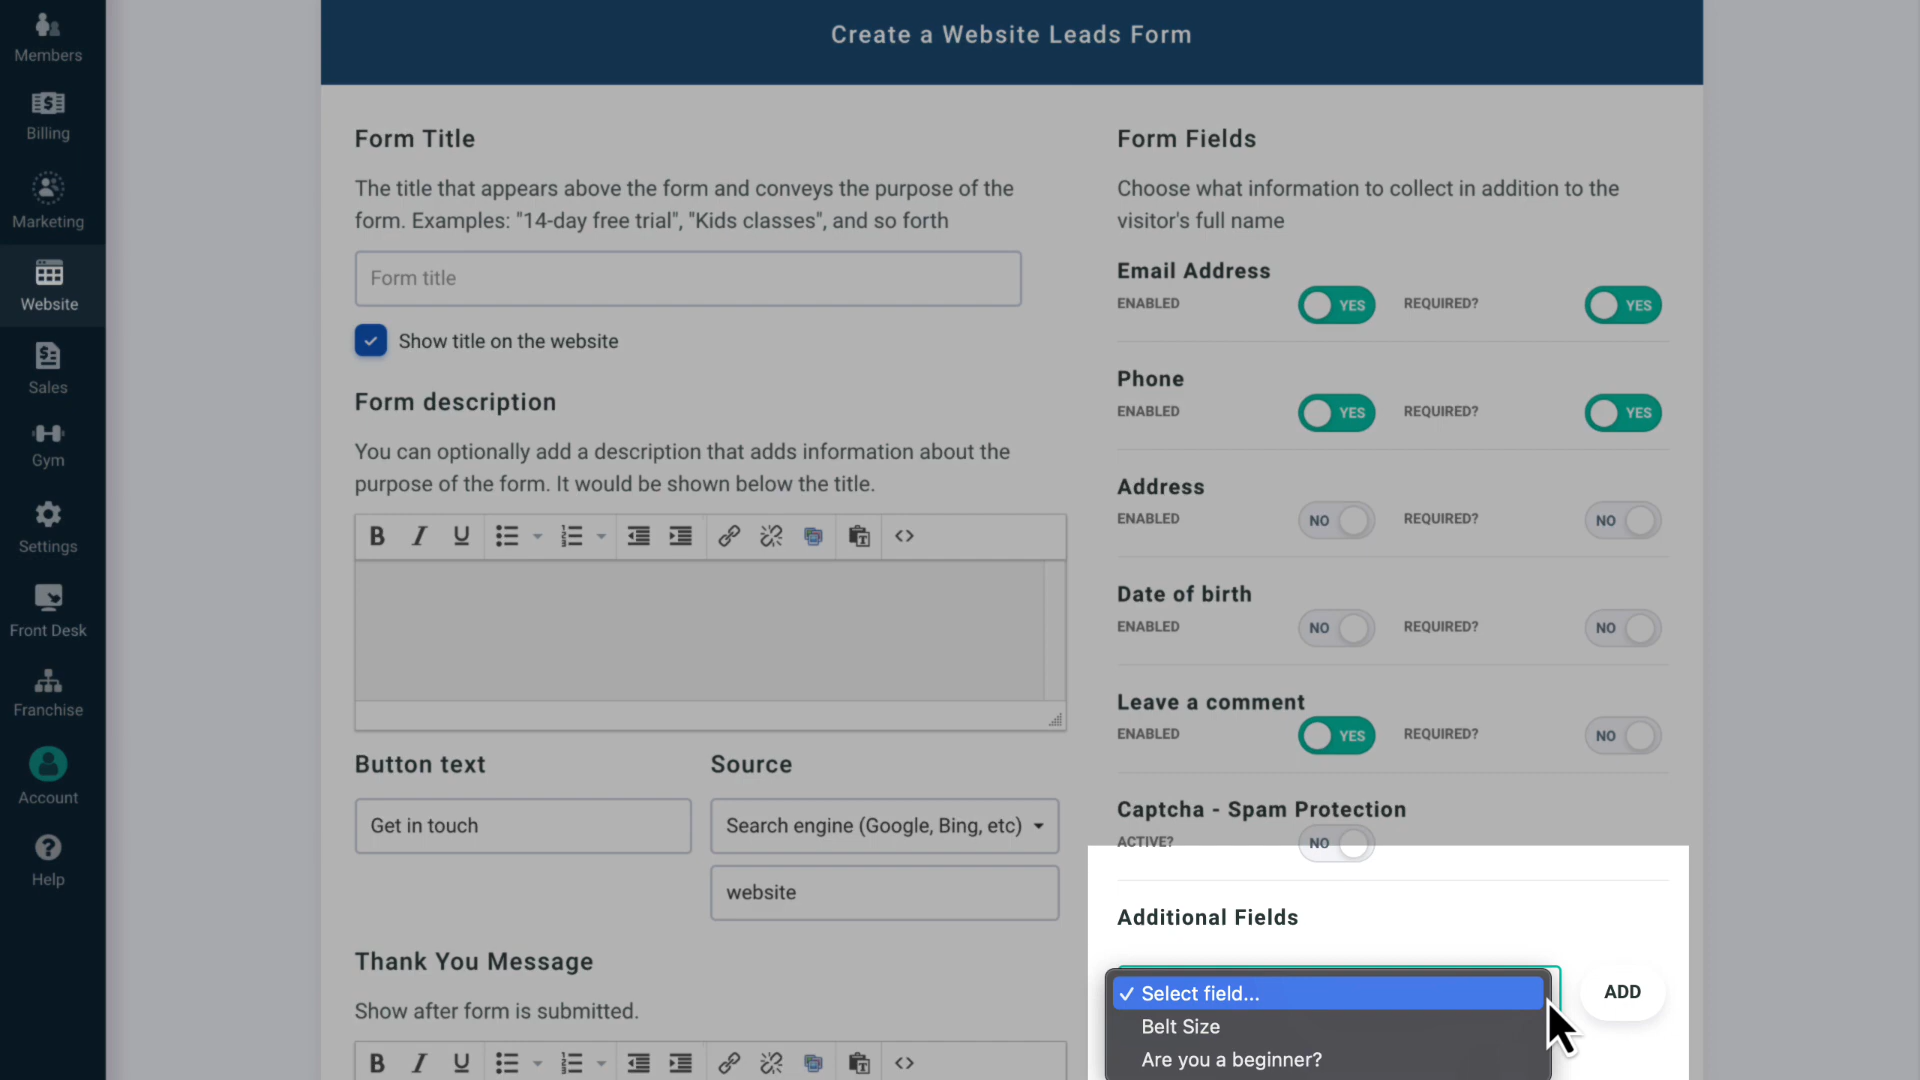 Members
Billing
Marketing
Website
Sales
Gym
Settings
Front Desk
Franchise
Account
Help
Create a Website Leads Form
Form Title
The title that appears above the form and conveys the purpose of the
form. Examples: "14-day free trial", "Kids classes", and so forth
Form title
Show title on the website
Form description
You can optionally add a description that adds information about the
purpose of the form. It would be shown below the title.
B I U
Button text
Get in touch
Source
Search engine (Google, Bing, etc)
website
Thank You Message
Show after form is submitted.
B I U
Form Fields
Choose what information to collect in addition to the
visitor's full name
Email Address
ENABLED YES REQUIRED? YES
Phone
ENABLED YES REQUIRED? YES
Address
ENABLED NO REQUIRED? NO
Date of birth
ENABLED NO REQUIRED? NO
Leave a comment
ENABLED YES REQUIRED? NO
Captcha - Spam Protection
ACTIVE? NO
Additional Fields
✓ Select field...
Belt Size
Are you a beginner?
ADD